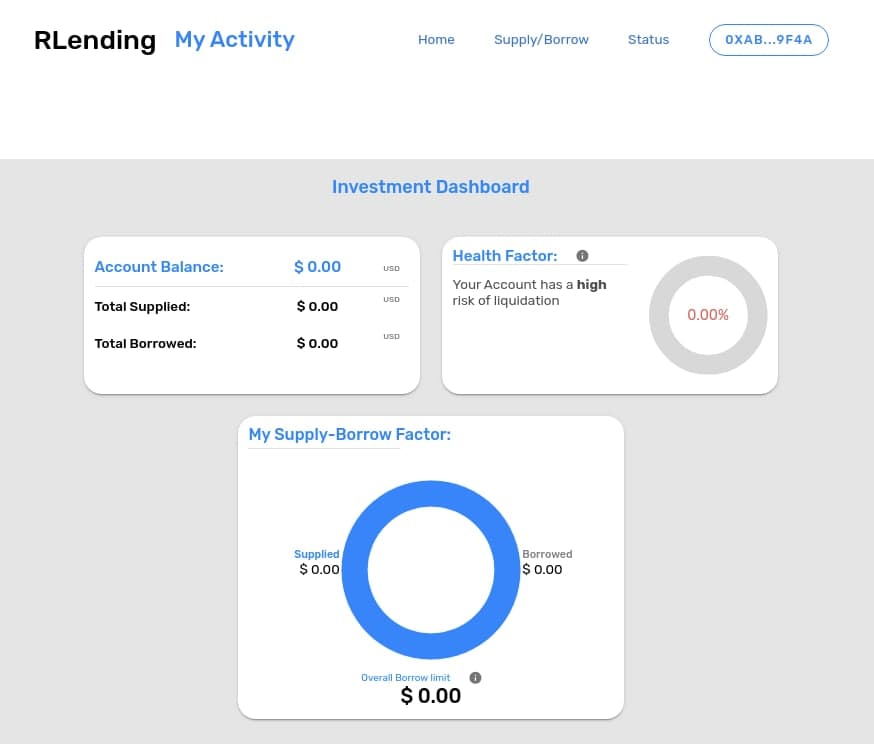 RLending My Activity Home Supply/Borrow Status 0XAB...9F4A
Investment Dashboard
Account Balance: $ 0.00 USD
Total Supplied: $ 0.00 USD
Total Borrowed: $ 0.00 USD
Health Factor:
Your Account has a high
risk of liquidation
0.00%
My Supply-Borrow Factor:
Supplied
$ 0.00
Borrowed
$ 0.00
Overall Borrow limit
$ 0.00